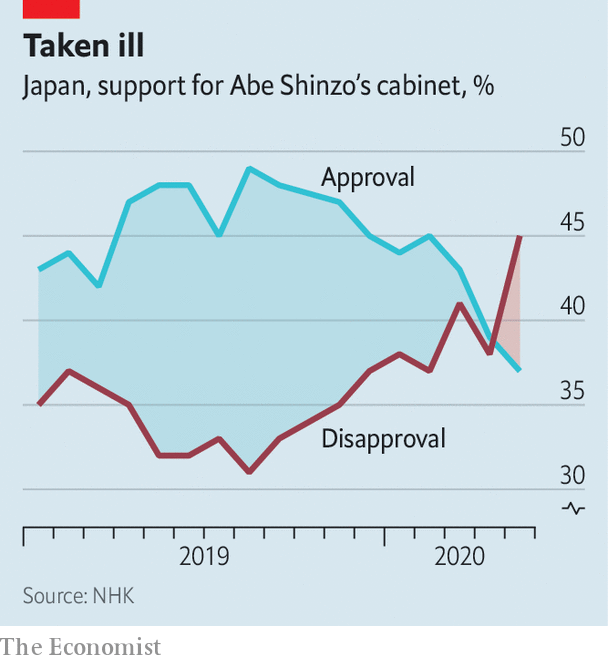 Taken ill
Japan, support for Abe Shinzo’s cabinet, %
50
Approval
45
40
35
Disapproval
30
2019
2020
Source: NHK
The Economist